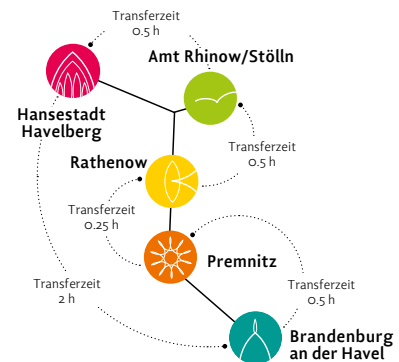 Transferzeit
0.5 h
Amt Rhinow/Stölln
Hansestadt
Havelberg
Transferzeit
0.5 h
Rathenow
Transferzeit
0.25 h
Premnitz
Transferzeit
2 h
Transferzeit
0.5 h
Brandenburg
an der Havel